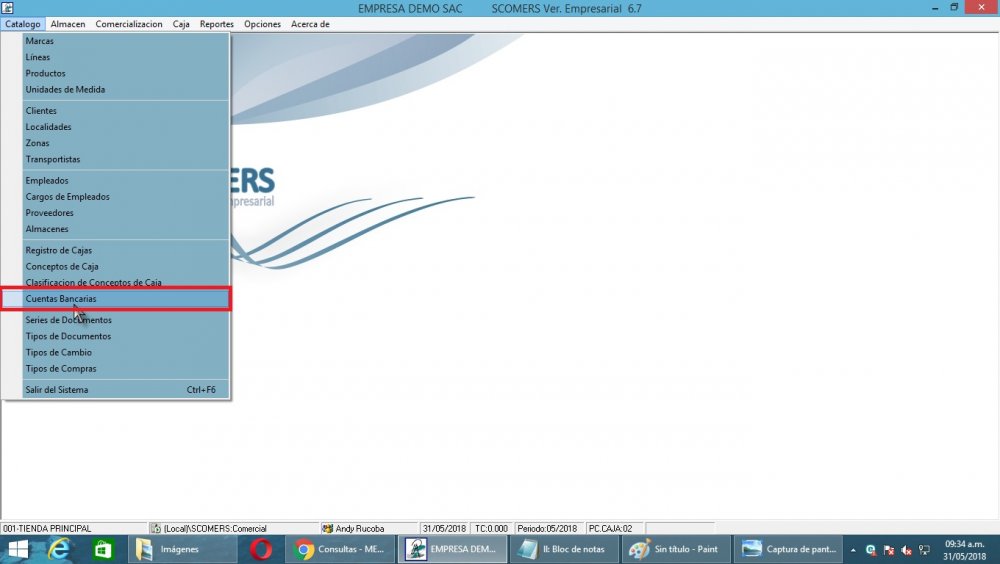 EMPRESA DEMO SAC SCOMERS Ver. Empresarial 6.7
Catalogo Almacen Comercializacion Caja Reportes Opciones Acerca de
Marcas
Líneas
Productos
Unidades de Medida
Clientes
Localidades
Zonas
Transportistas
Empleados
Cargos de Empleados
Proveedores
Almacenes
Registro de Cajas
Conceptos de Caja
Clasificacion de Conceptos de Caja
Cuentas Bancarias
Series de Documentos
Tipos de Documentos
Tipos de Cambio
Tipos de Compras
Salir del Sistema Ctrl+F6
ERS
presarial
001-TIENDA PRINCIPAL (Local)\SCOMERS:Comercial Andy Rucoba 31/05/2018 TC:0.000 Periodo:05/2018 PC.CAJA:02
Imágenes Consultas - ME... EMPRESA DEM... II: Bloc de notas Sin título - Paint Captura de pant... 09:34 a.m.
31/05/2018